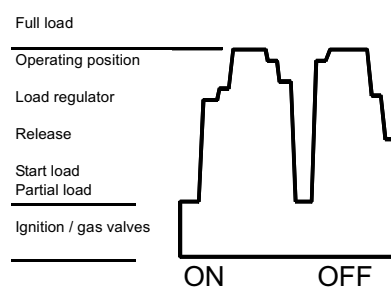 Full load
Operating position
Load regulator
Release
Start load
Partial load
Ignition / gas valves
ON OFF